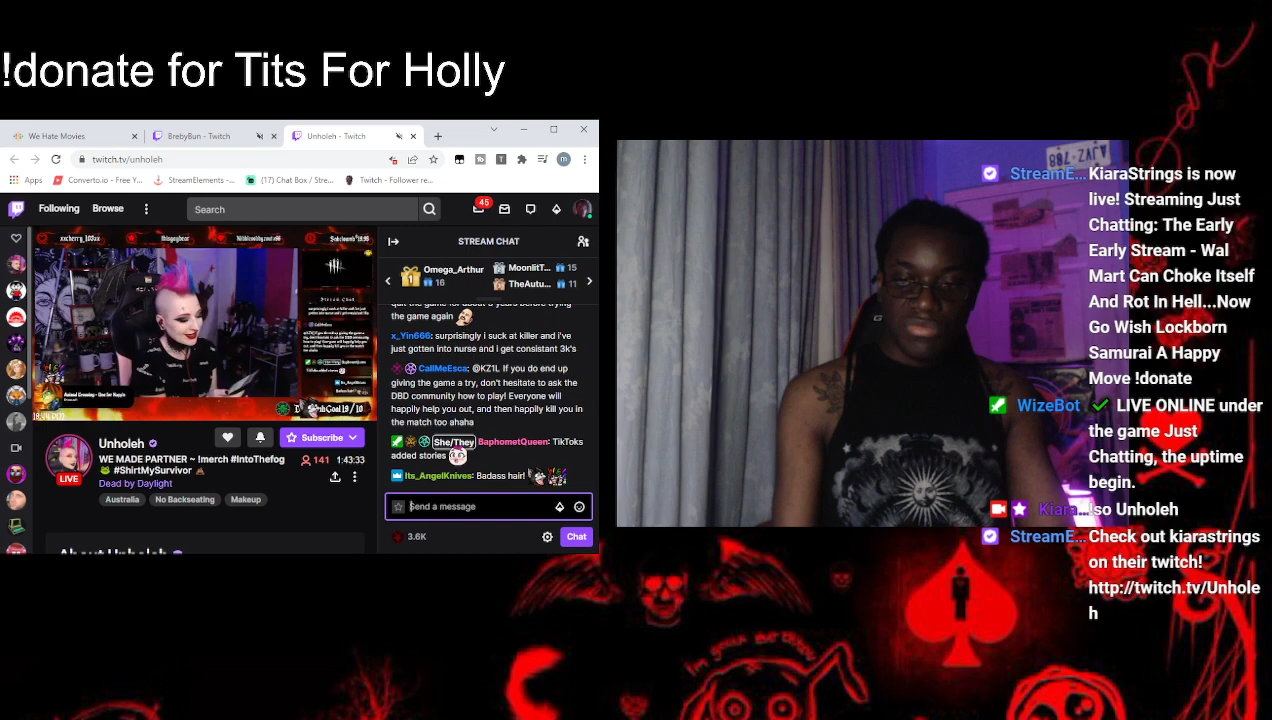 !donate for Tits For Holly
We Hate Movies
BrebyBun - Twitch
Unholeh - Twitch
twitch.tv/unholeh
Apps
Converto.io - Free Y...
StreamElements -...
(17) Chat Box / Stre...
Twitch - Follower re...
Following
Browse
Search
45
STREAM CHAT
Omega_Arthur
16
MoonlitT... 15
TheAutu... 11
the game again
x_Yin666: surprisingly i suck at killer and i've
just gotten into nurse and i get consistant 3k's
CallMeEsca: @KZ1L If you do end up
giving the game a try, don't hesitate to ask the
DBD community how to play! Everyone will
happily help you out, and then happily kill you in
the match too ahaha
She/They BaphometQueen: TikToks
added stories
Its_AngelKnives: Badass hair!
Send a message
3.6K
Chat
Unholeh
Subscribe
LIVE
WE MADE PARTNER ~ !merch #IntoThefog
#ShirtMySurvivor
141
1:43:33
Dead by Daylight
Australia
No Backseating
Makeup
About Unholeh
AJVZ·788
StreamE... KiaraStrings is now
live! Streaming Just
Chatting: The Early
Early Stream - Wal
Mart Can Choke Itself
And Rot In Hell...Now
Go Wish Lockborn
Samurai A Happy
Move !donate
WizeBot LIVE ONLINE under
the game Just
Chatting, the uptime
begin.
Kiara... !so Unholeh
StreamE... Check out kiarastrings
on their twitch!
http://twitch.tv/Unhole
h